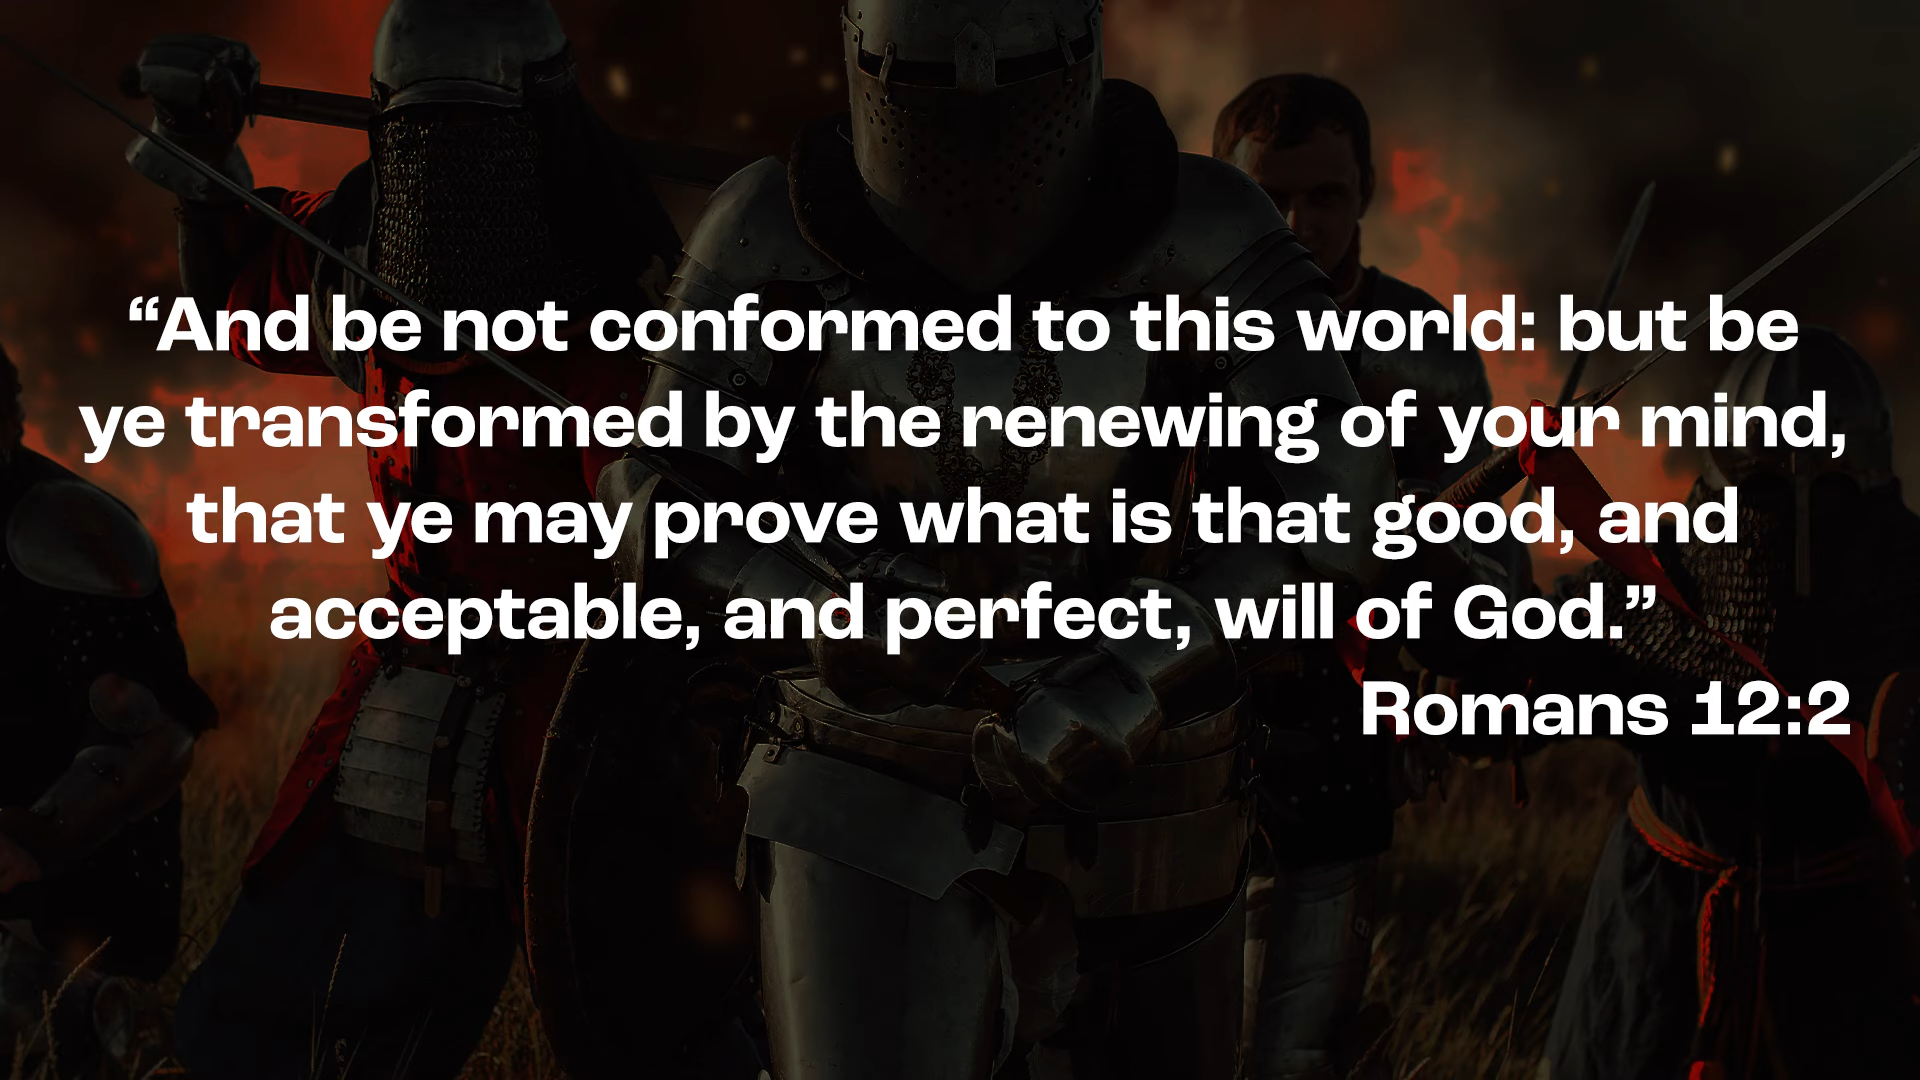 “And be not conformed to this world: but be
ye transformed by the renewing of your mind,
that ye may prove what is that good, and
acceptable, and perfect, will of God.”
Romans 12:2